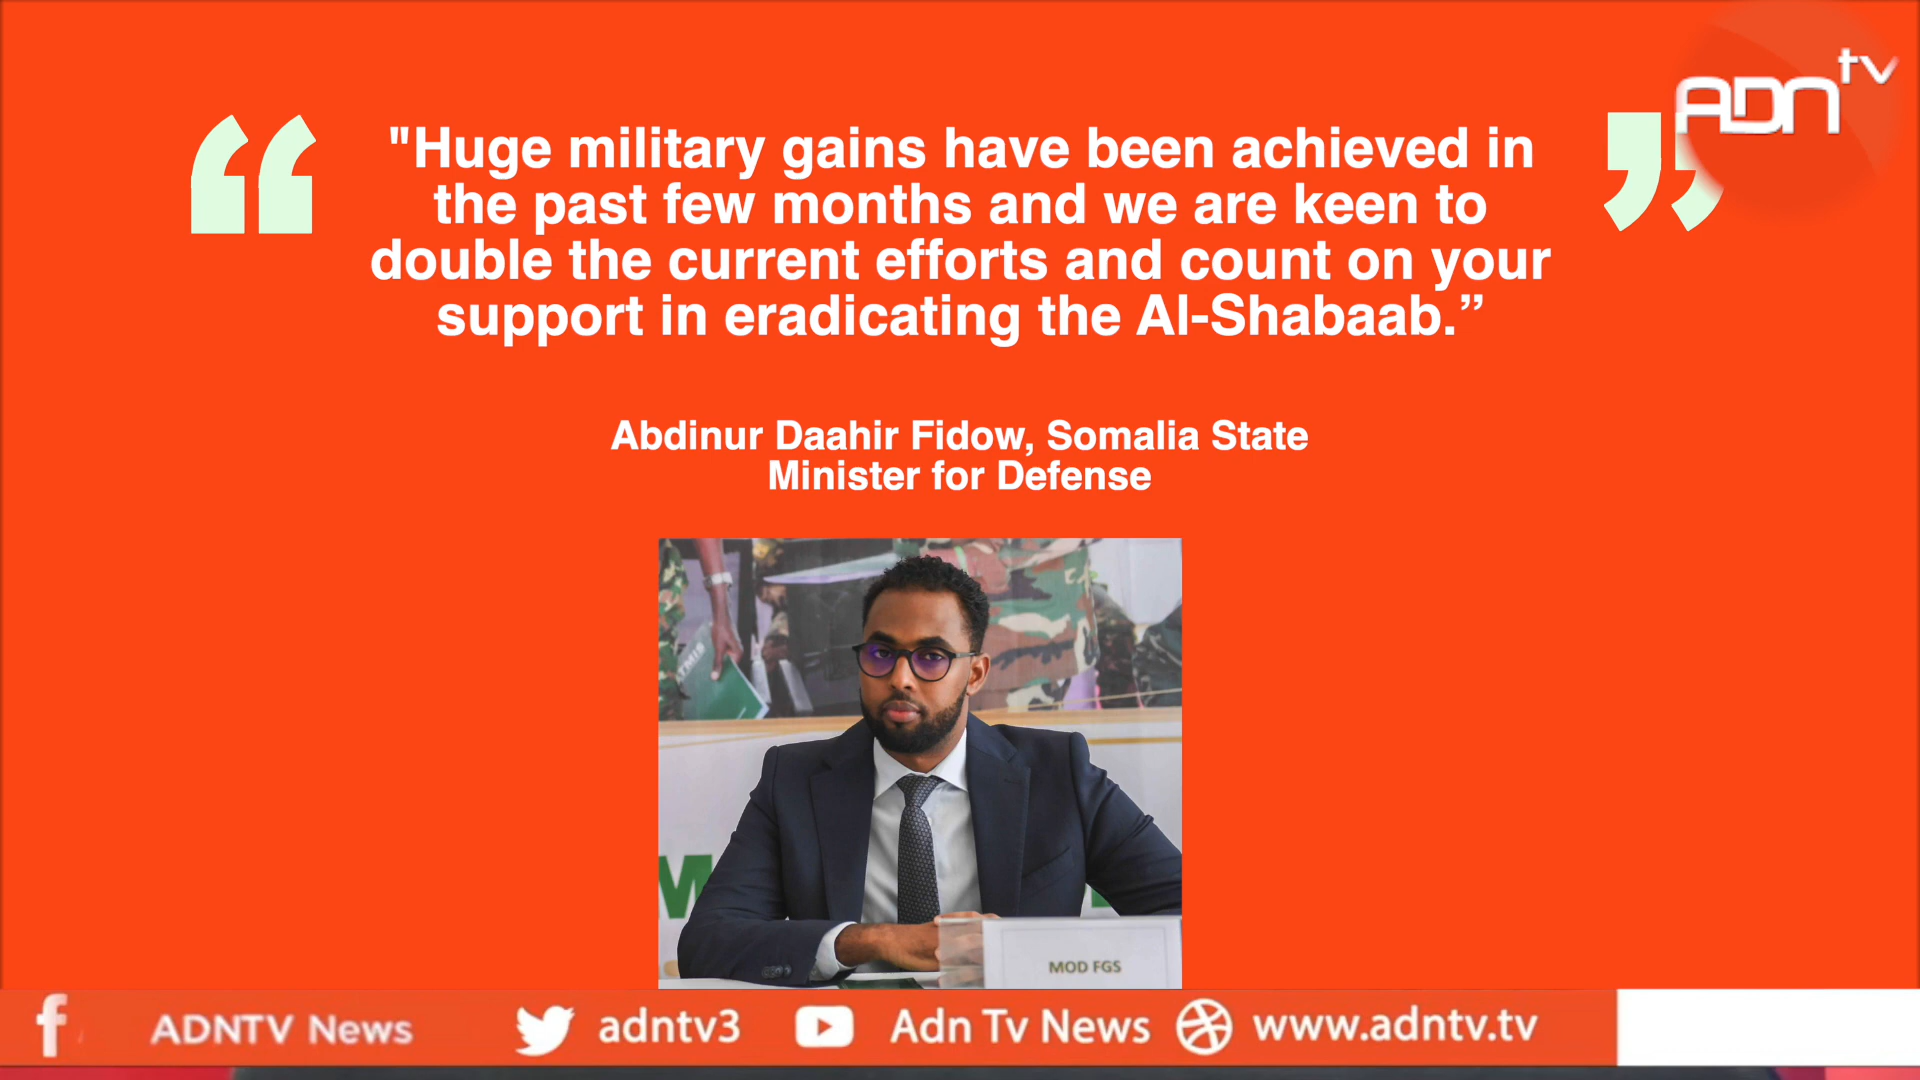 ADN tv
"Huge military gains have been achieved in
the past few months and we are keen to
double the current efforts and count on your
support in eradicating the Al-Shabaab.”
Abdinur Daahir Fidow, Somalia State
Minister for Defense
TMIS
M
MOD FGS
ADNTV News
adntv3
Adn Tv News
www.adntv.tv